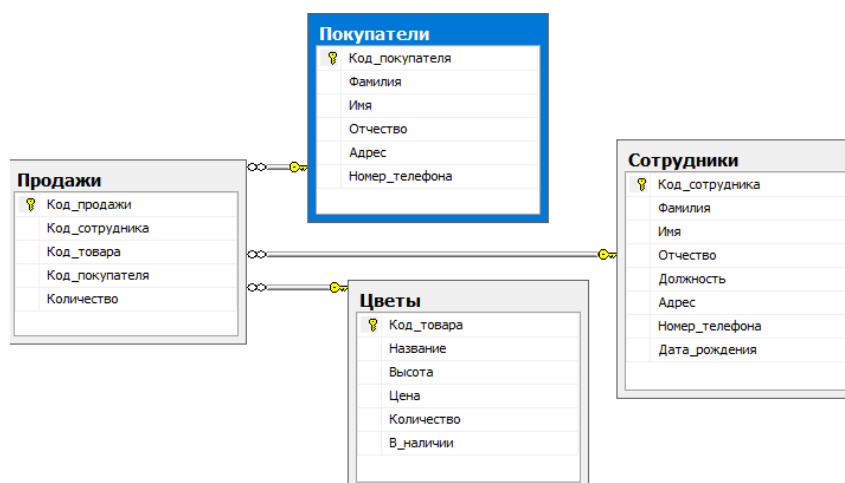 Покупатели
Код_покупателя
Фамилия
Имя
Отчество
Адрес
Номер_телефона
Продажи
Код_продажи
Код_сотрудника
Код_товара
Код_покупателя
Количество
Сотрудники
Код_сотрудника
Фамилия
Имя
Отчество
Должность
Адрес
Номер_телефона
Дата_рождения
Цветы
Код_товара
Название
Высота
Цена
Количество
В_наличии